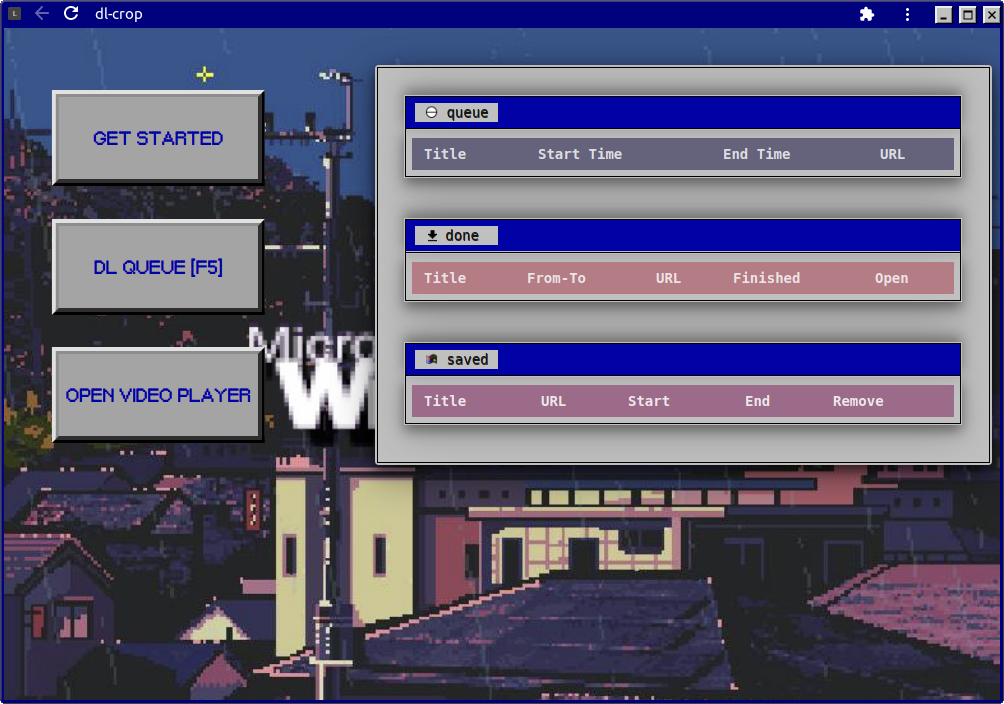 dl-crop
GET STARTED
DL QUEUE [F5]
OPEN VIDEO PLAYER
queue
Title Start Time End Time URL
done
Title From-To URL Finished Open
saved
Title URL Start End Remove